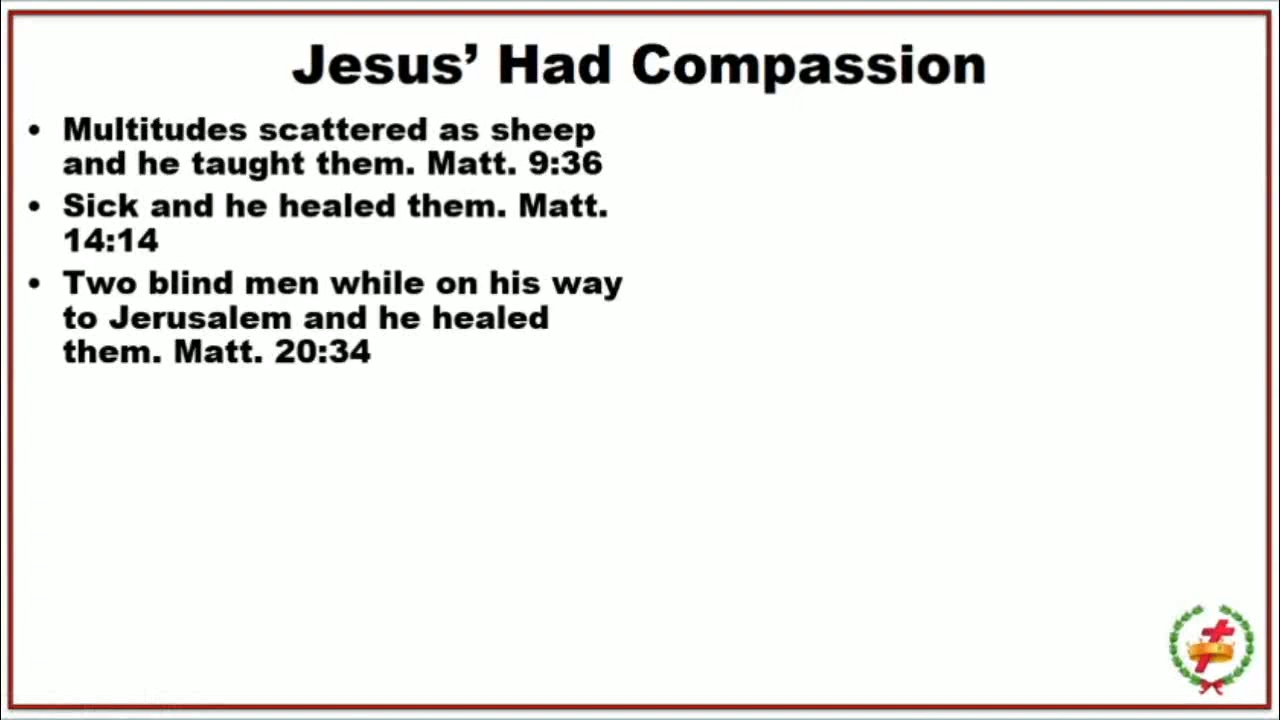 Jesus’ Had Compassion
• Multitudes scattered as sheep
and he taught them. Matt. 9:36
• Sick and he healed them. Matt.
14:14
• Two blind men while on his way
to Jerusalem and he healed
them. Matt. 20:34